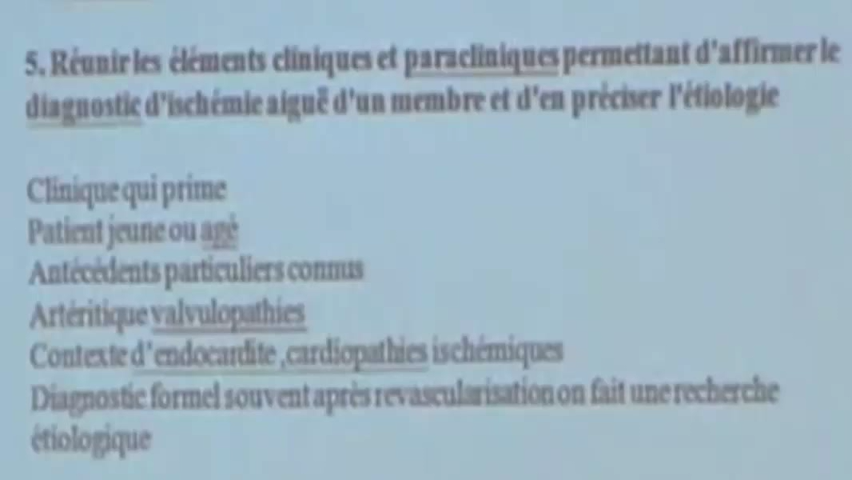 5. Réunir les éléments cliniques et paracliniques permettant d'affirmer le
diagnostic d'ischémie aiguë d'un membre et d'en préciser l'étiologie
Clinique qui prime
Patient jeune ou agé
Antécédents particuliers connus
Artéritique valvulopathies
Contexte d'endocardite ,cardiopathies ischémiques
Diagnostic formel souvent après revascularisation on fait une recherche
étiologique